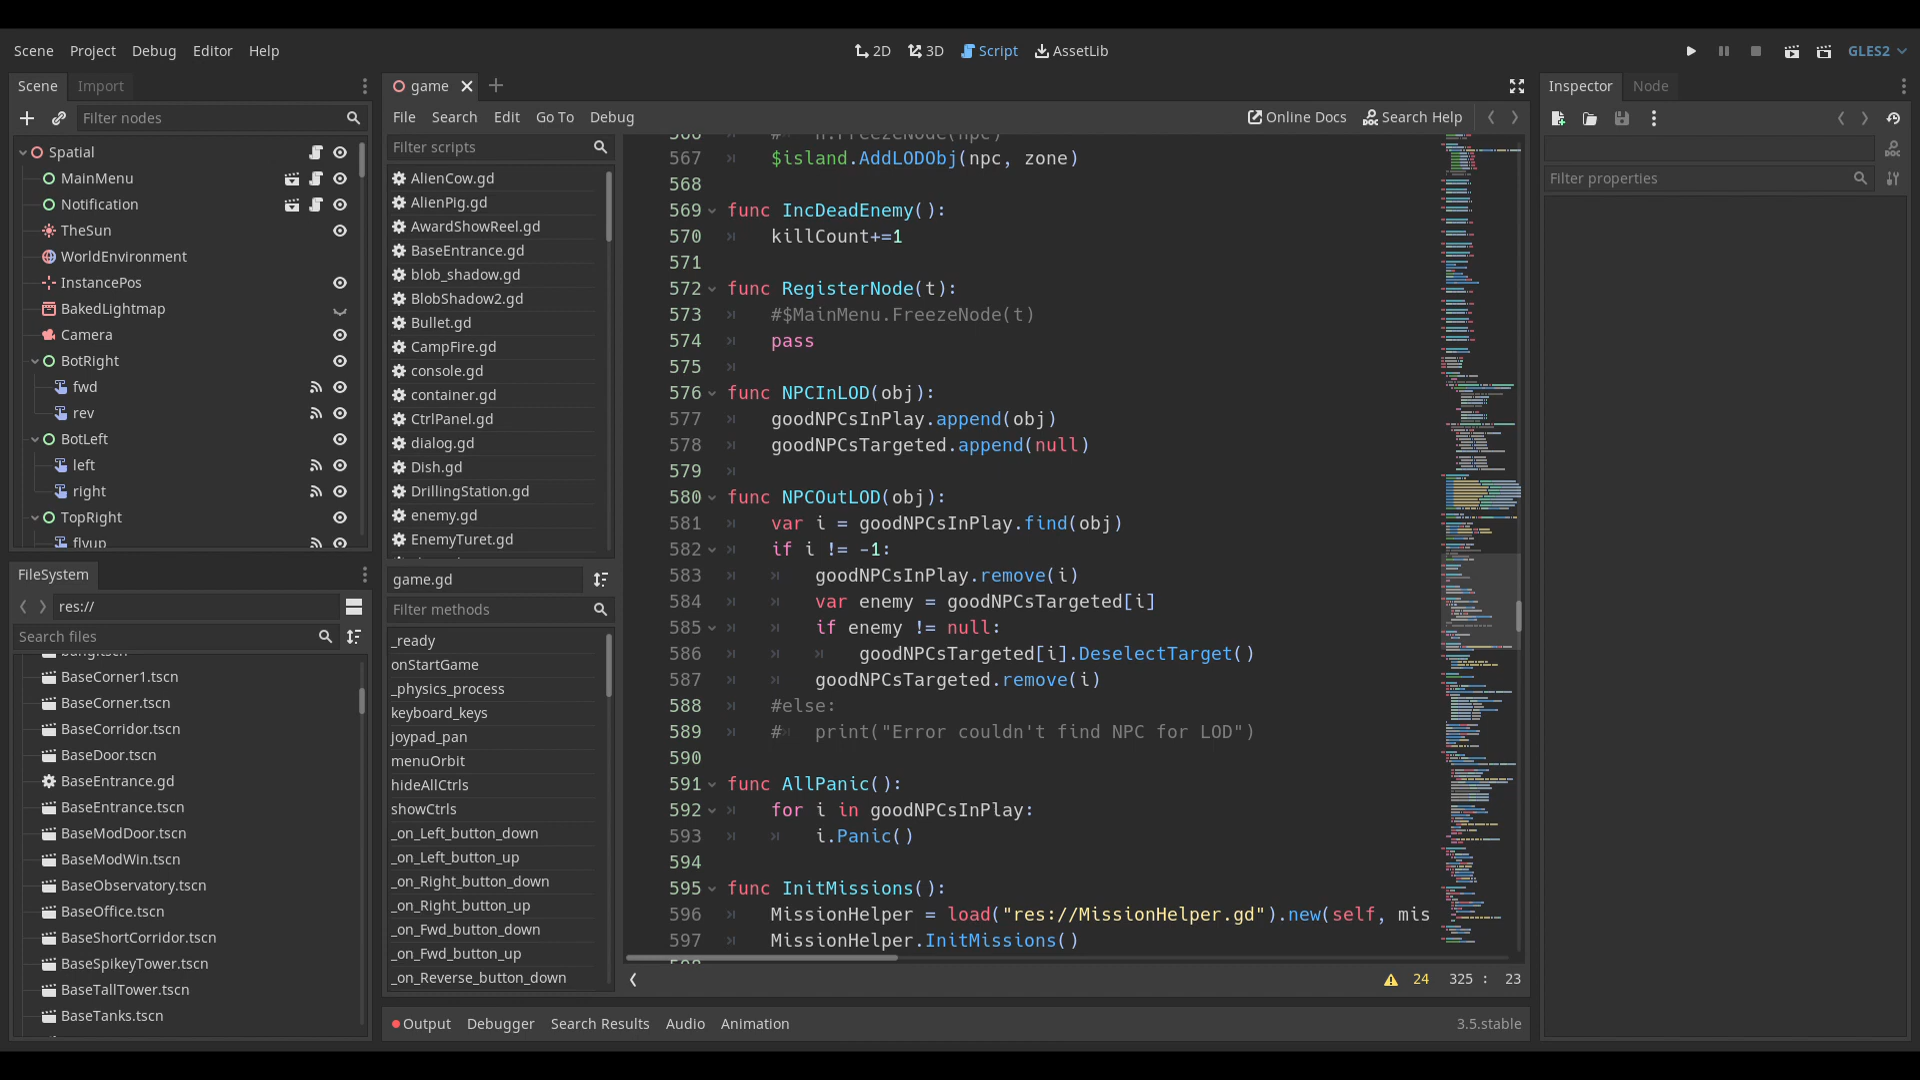 Scene Project Debug Editor Help
2D 3D Script AssetLib
GLES2
Scene Import
Filter nodes
Spatial
MainMenu
Notification
TheSun
WorldEnvironment
InstancePos
BakedLightmap
Camera
BotRight
fwd
rev
BotLeft
left
right
TopRight
flyup
FileSystem
res://
Search files
BaseCorner1.tscn
BaseCorner.tscn
BaseCorridor.tscn
BaseDoor.tscn
BaseEntrance.gd
BaseEntrance.tscn
BaseModDoor.tscn
BaseModWin.tscn
BaseObservatory.tscn
BaseOffice.tscn
BaseShortCorridor.tscn
BaseSpikeyTower.tscn
BaseTallTower.tscn
BaseTanks.tscn
game
File Search Edit Go To Debug
Online Docs Search Help
Filter scripts
AlienCow.gd
AlienPig.gd
AwardShowReel.gd
BaseEntrance.gd
blob_shadow.gd
BlobShadow2.gd
Bullet.gd
CampFire.gd
console.gd
container.gd
CtrlPanel.gd
dialog.gd
Dish.gd
DrillingStation.gd
enemy.gd
EnemyTuret.gd
game.gd
Filter methods
_ready
onStartGame
_physics_process
keyboard_keys
joypad_pan
menuOrbit
hideAllCtrls
showCtrls
_on_Left_button_down
_on_Left_button_up
_on_Right_button_down
_on_Right_button_up
_on_Fwd_button_down
_on_Fwd_button_up
_on_Reverse_button_down
566 # n.FreezeNode(npc)
567 $island.AddLODObj(npc, zone)
568
569 func IncDeadEnemy():
570 killCount+=1
571
572 func RegisterNode(t):
573 #$MainMenu.FreezeNode(t)
574 pass
575
576 func NPCInLOD(obj):
577 goodNPCsInPlay.append(obj)
578 goodNPCsTargeted.append(null)
579
580 func NPCOutLOD(obj):
581 var i = goodNPCsInPlay.find(obj)
582 if i != -1:
583 goodNPCsInPlay.remove(i)
584 var enemy = goodNPCsTargeted[i]
585 if enemy != null:
586 goodNPCsTargeted[i].DeselectTarget()
587 goodNPCsTargeted.remove(i)
588 #else:
589 # print("Error couldn't find NPC for LOD")
590
591 func AllPanic():
592 for i in goodNPCsInPlay:
593 i.Panic()
594
595 func InitMissions():
596 MissionHelper = load("res://MissionHelper.gd").new(self, mis
597 MissionHelper.InitMissions()
24 325 : 23
Output Debugger Search Results Audio Animation
3.5.stable
Inspector Node
Filter properties